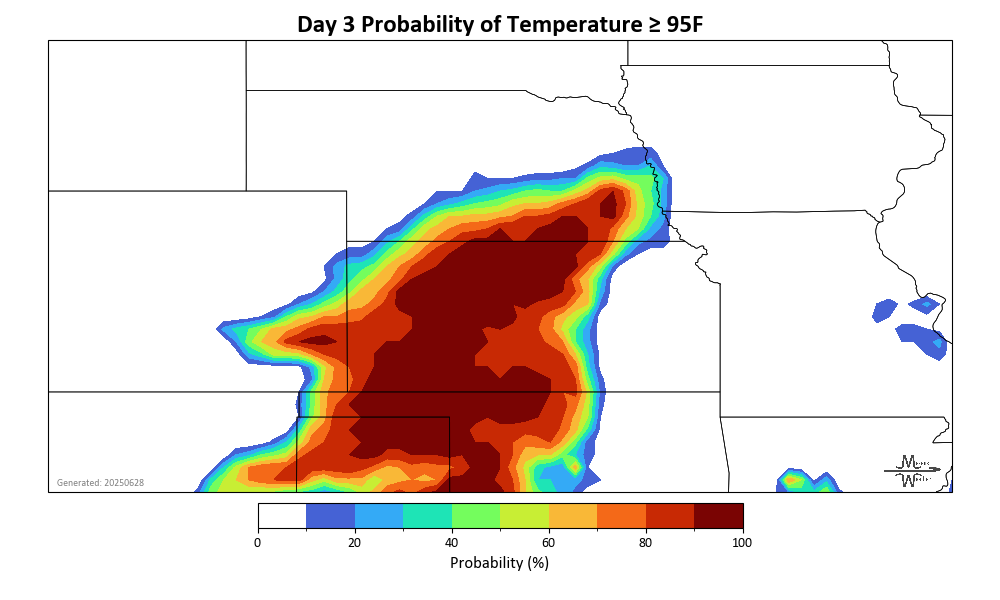 Day 3 Probability of Temperature ≥ 95F
Generated: 20250628
0 20 40 60 80 100
Probability (%)